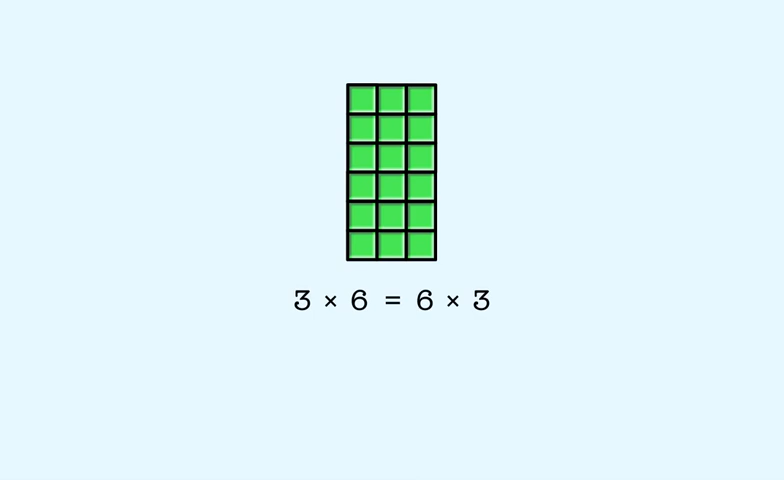 3 × 6 = 6 × 3